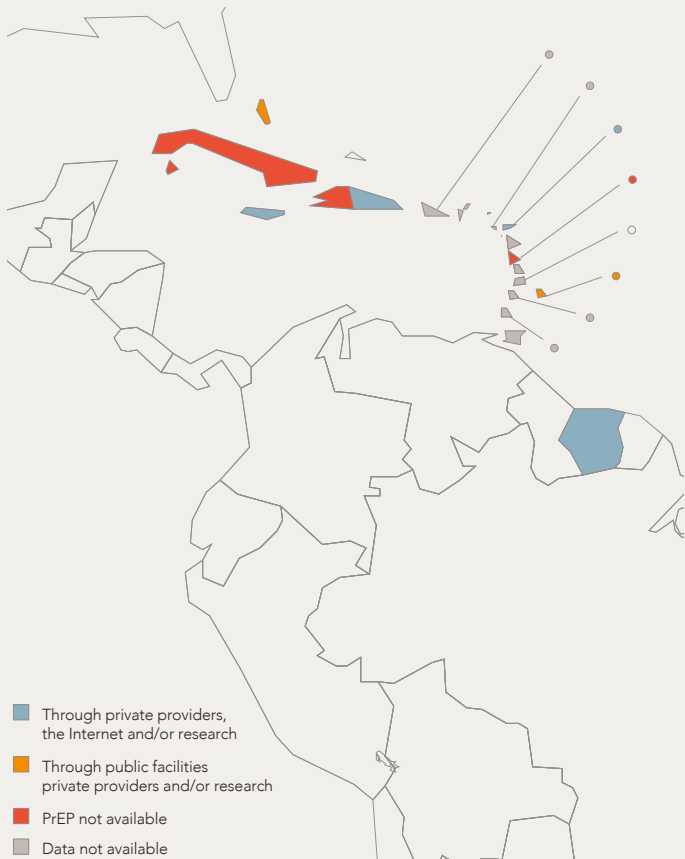 Through private providers,
the Internet and/or research
Through public facilities
private providers and/or research
PrEP not available
Data not available